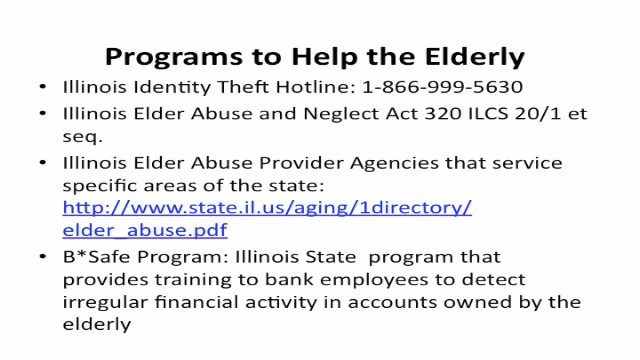 Programs to Help the Elderly
• Illinois Identity Theft Hotline: 1-866-999-5630
• Illinois Elder Abuse and Neglect Act 320 ILCS 20/1 et
seq.
• Illinois Elder Abuse Provider Agencies that service
specific areas of the state:
http://www.state.il.us/aging/1directory/
elder_abuse.pdf
• B*Safe Program: Illinois State  program that
provides training to bank employees to detect
irregular financial activity in accounts owned by the
elderly